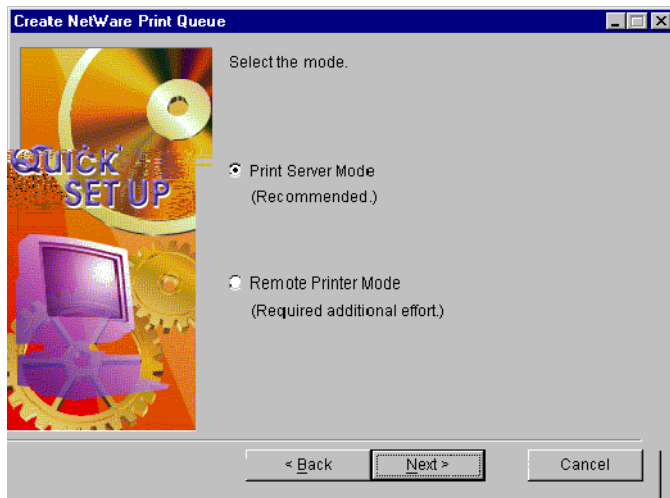 Create NetWare Print Queue
Select the mode.
QUICK
SET UP
Print Server Mode
(Recommended.)
Remote Printer Mode
(Required additional effort.)
< Back
Next >
Cancel